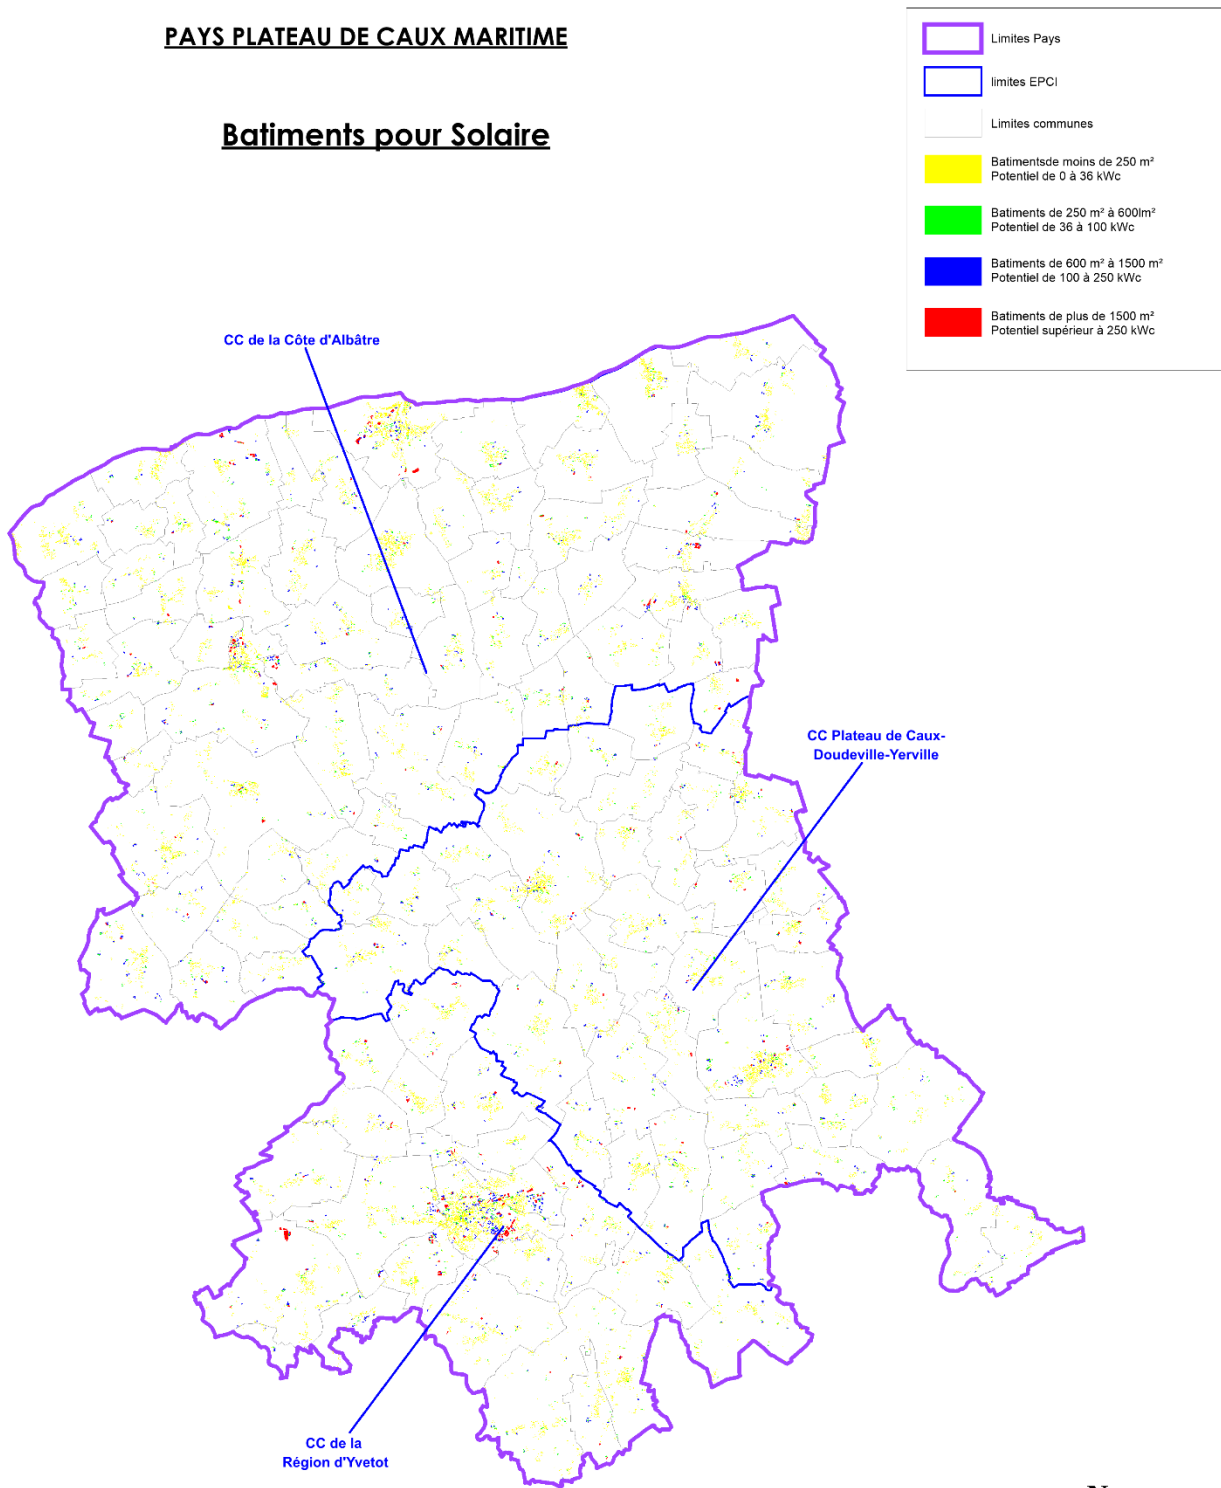 PAYS PLATEAU DE CAUX MARITIME
Batiments pour Solaire
Limites Pays
limites EPCI
Limites communes
Batimentsde moins de 250 m²
Potentiel de 0 à 36 kWc
Batiments de 250 m² à 600lm²
Potentiel de 36 à 100 kWc
Batiments de 600 m² à 1500 m²
Potentiel de 100 à 250 kWc
Batiments de plus de 1500 m²
Potentiel supérieur à 250 kWc
CC de la Côte d'Albâtre
CC Plateau de Caux-
Doudeville-Yerville
CC de la
Région d'Yvetot
N